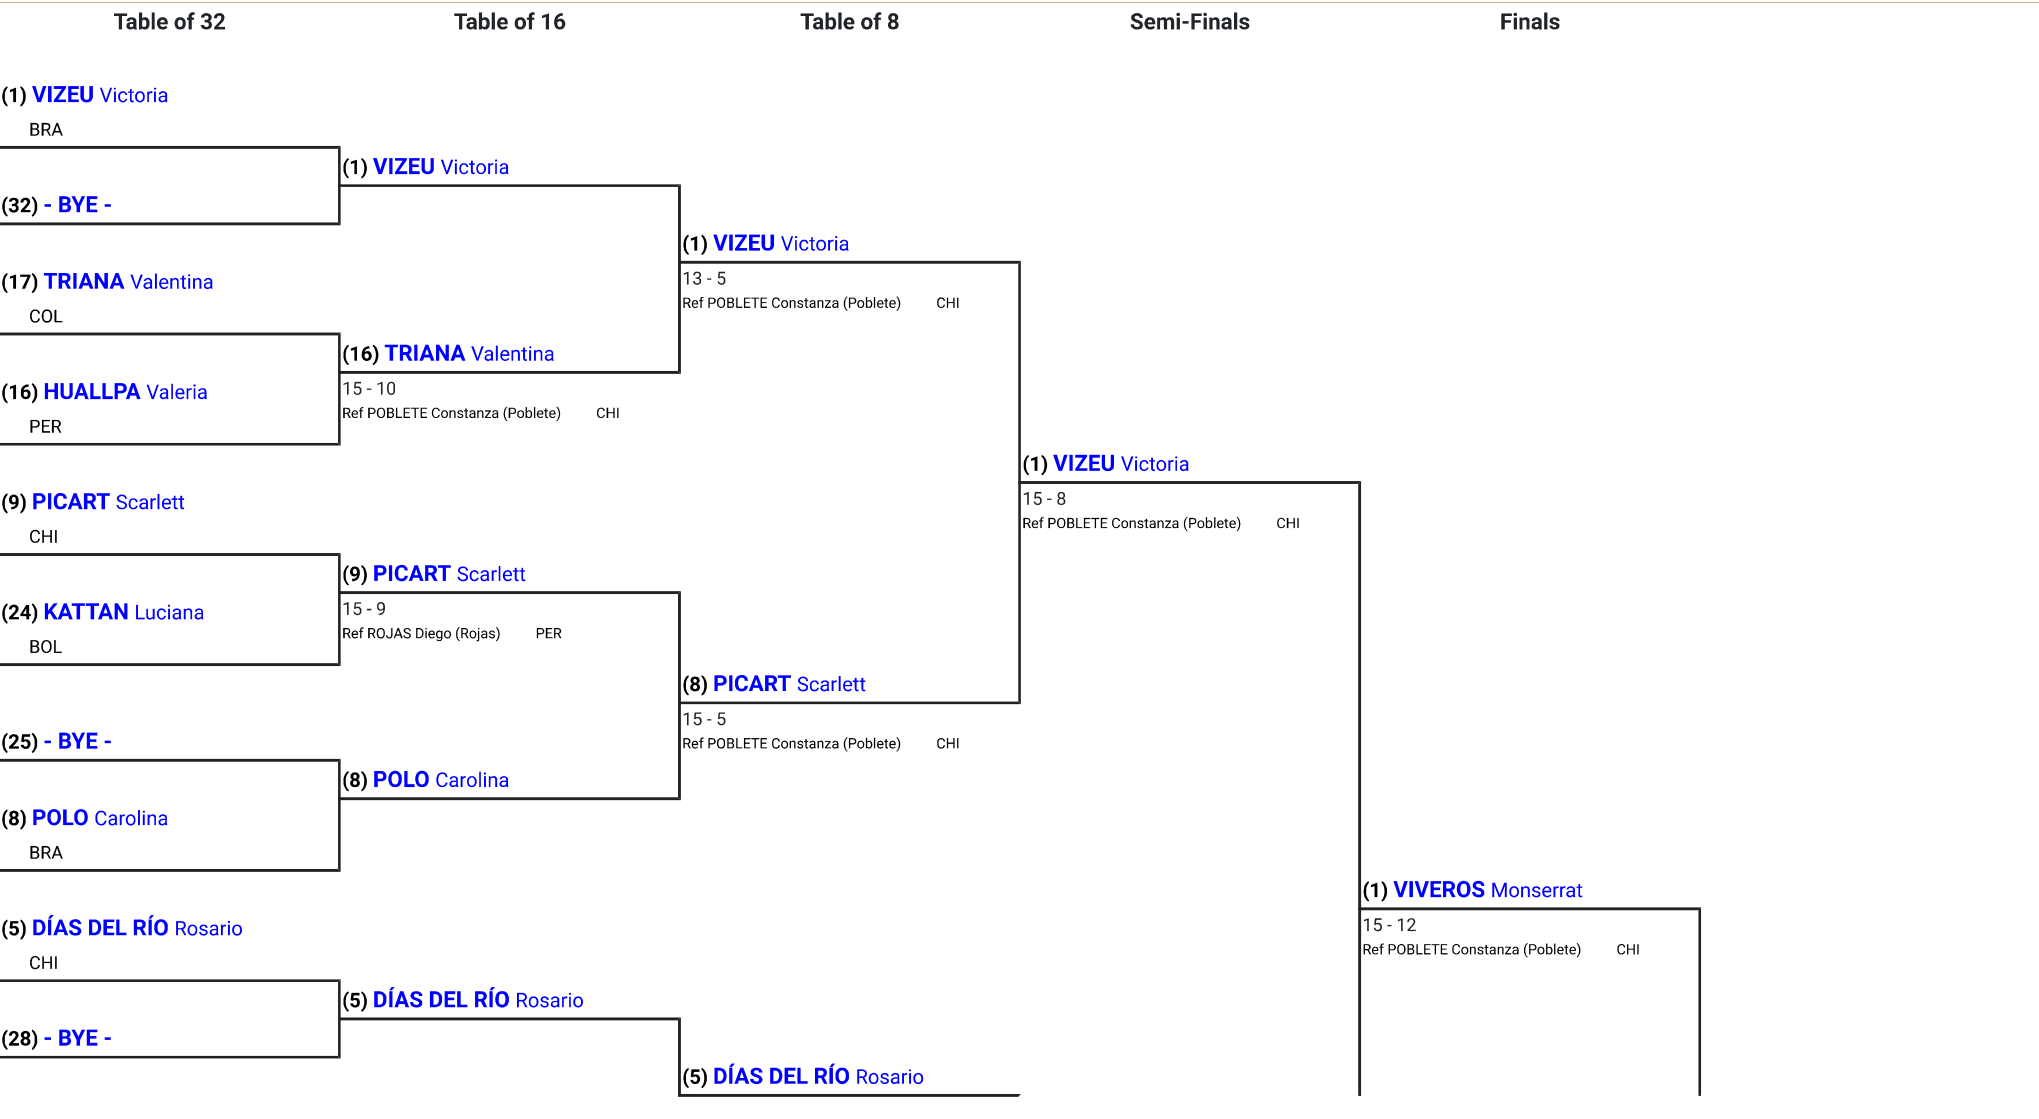 Table of 32 Table of 16 Table of 8 Semi-Finals Finals
(1) VIZEU Victoria
BRA
(1) VIZEU Victoria
(32) - BYE -
(1) VIZEU Victoria
13 - 5
Ref POBLETE Constanza (Poblete) CHI
(17) TRIANA Valentina
COL
(16) TRIANA Valentina
15 - 10
Ref POBLETE Constanza (Poblete) CHI
(16) HUALLPA Valeria
PER
(1) VIZEU Victoria
15 - 8
Ref POBLETE Constanza (Poblete) CHI
(9) PICART Scarlett
CHI
(9) PICART Scarlett
15 - 9
Ref ROJAS Diego (Rojas) PER
(24) KATTAN Luciana
BOL
(8) PICART Scarlett
15 - 5
Ref POBLETE Constanza (Poblete) CHI
(25) - BYE -
(8) POLO Carolina
(8) POLO Carolina
BRA
(1) VIVEROS Monserrat
15 - 12
Ref POBLETE Constanza (Poblete) CHI
(5) DÍAS DEL RÍO Rosario
CHI
(5) DÍAS DEL RÍO Rosario
(28) - BYE -
(5) DÍAS DEL RÍO Rosario